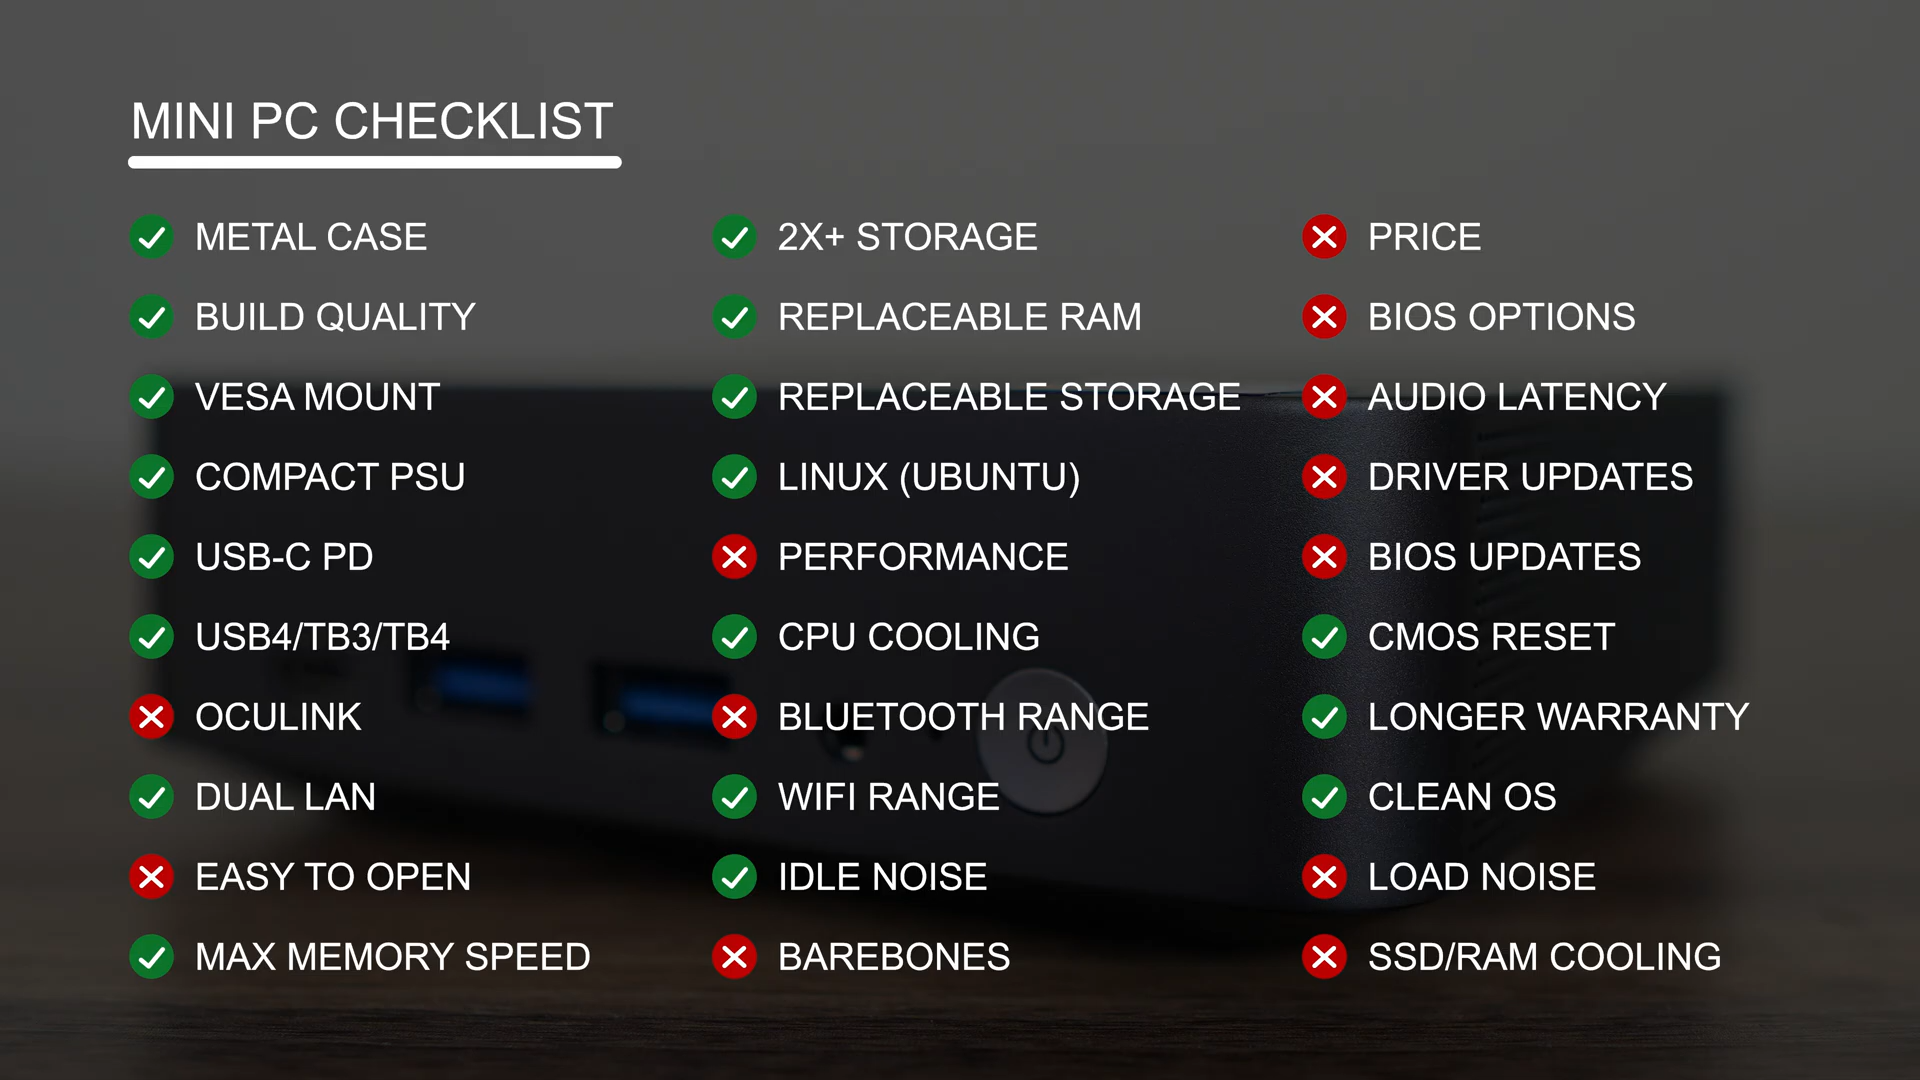 MINI PC CHECKLIST
METAL CASE
BUILD QUALITY
VESA MOUNT
COMPACT PSU
USB-C PD
USB4/TB3/TB4
OCULINK
DUAL LAN
EASY TO OPEN
MAX MEMORY SPEED
2X+ STORAGE
REPLACEABLE RAM
REPLACEABLE STORAGE
LINUX (UBUNTU)
PERFORMANCE
CPU COOLING
BLUETOOTH RANGE
WIFI RANGE
IDLE NOISE
BAREBONES
PRICE
BIOS OPTIONS
AUDIO LATENCY
DRIVER UPDATES
BIOS UPDATES
CMOS RESET
LONGER WARRANTY
CLEAN OS
LOAD NOISE
SSD/RAM COOLING